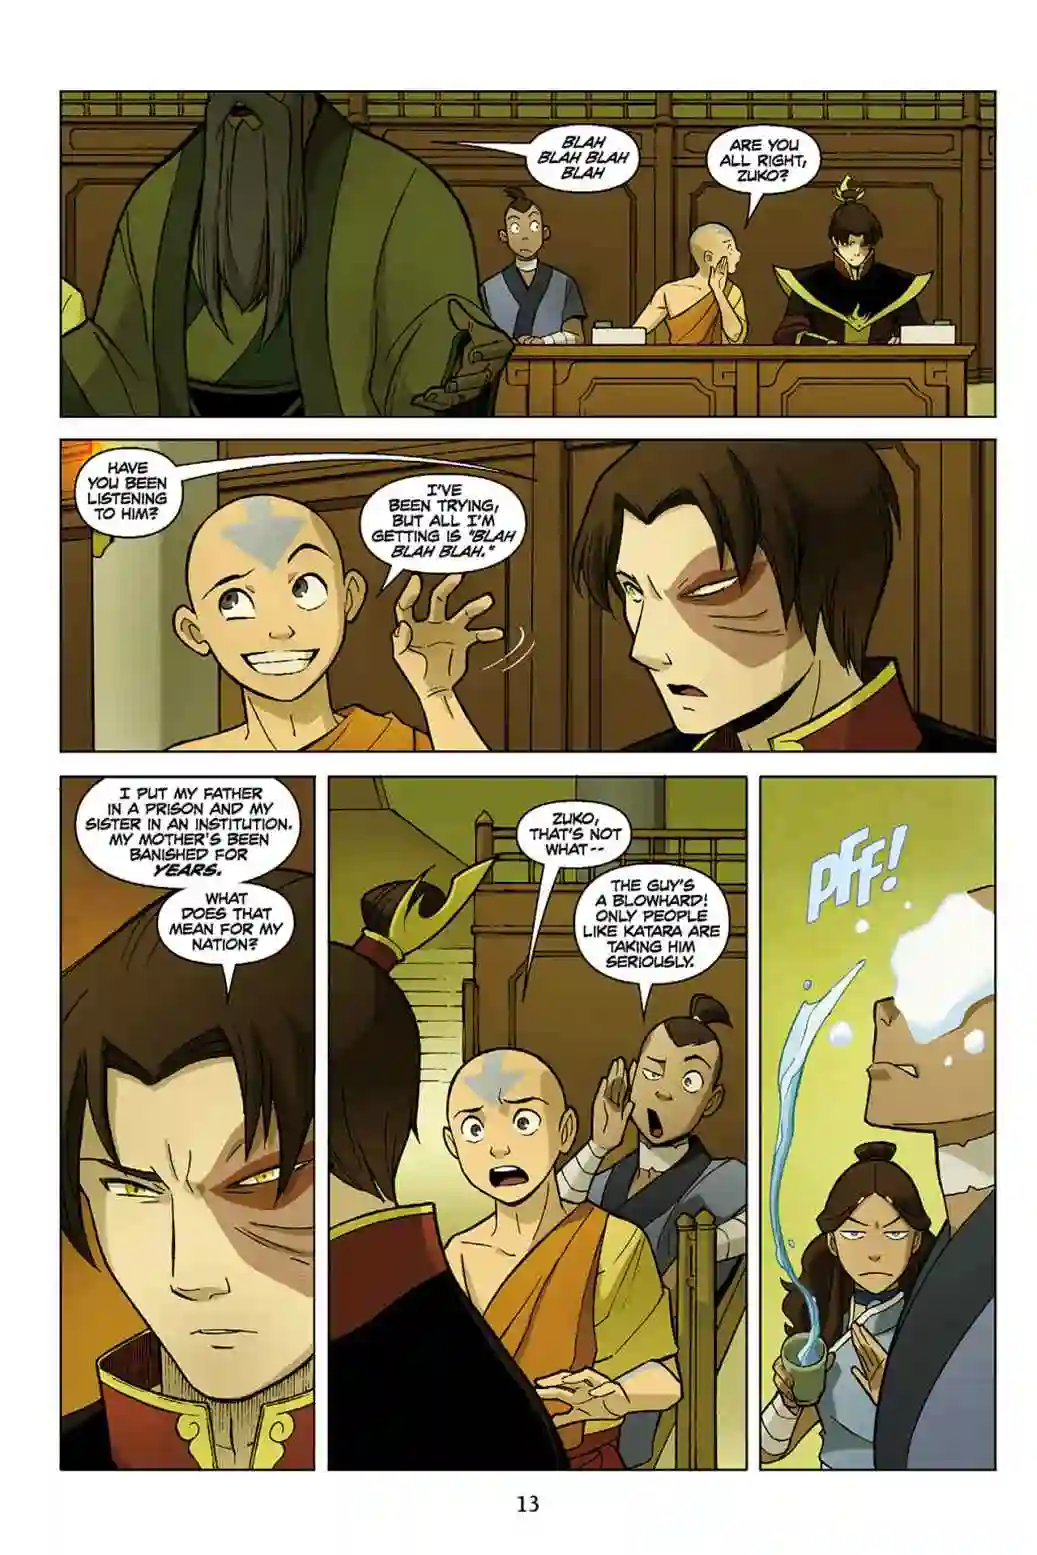 BLAH
BLAH BLAH
BLAH
ARE YOU
ALL RIGHT,
ZUKO?
HAVE
YOU BEEN
LISTENING
TO HIM?
I'VE
BEEN TRYING,
BUT ALL I'M
GETTING IS "BLAH
BLAH BLAH."
I PUT MY FATHER
IN A PRISON AND MY
SISTER IN AN INSTITUTION.
MY MOTHER'S BEEN
BANISHED FOR
YEARS.
WHAT
DOES THAT
MEAN FOR MY
NATION?
ZUKO,
THAT'S NOT
WHAT--
THE GUY'S
A BLOWHARD!
ONLY PEOPLE
LIKE KATARA ARE
TAKING HIM
SERIOUSLY.
PFF!
13